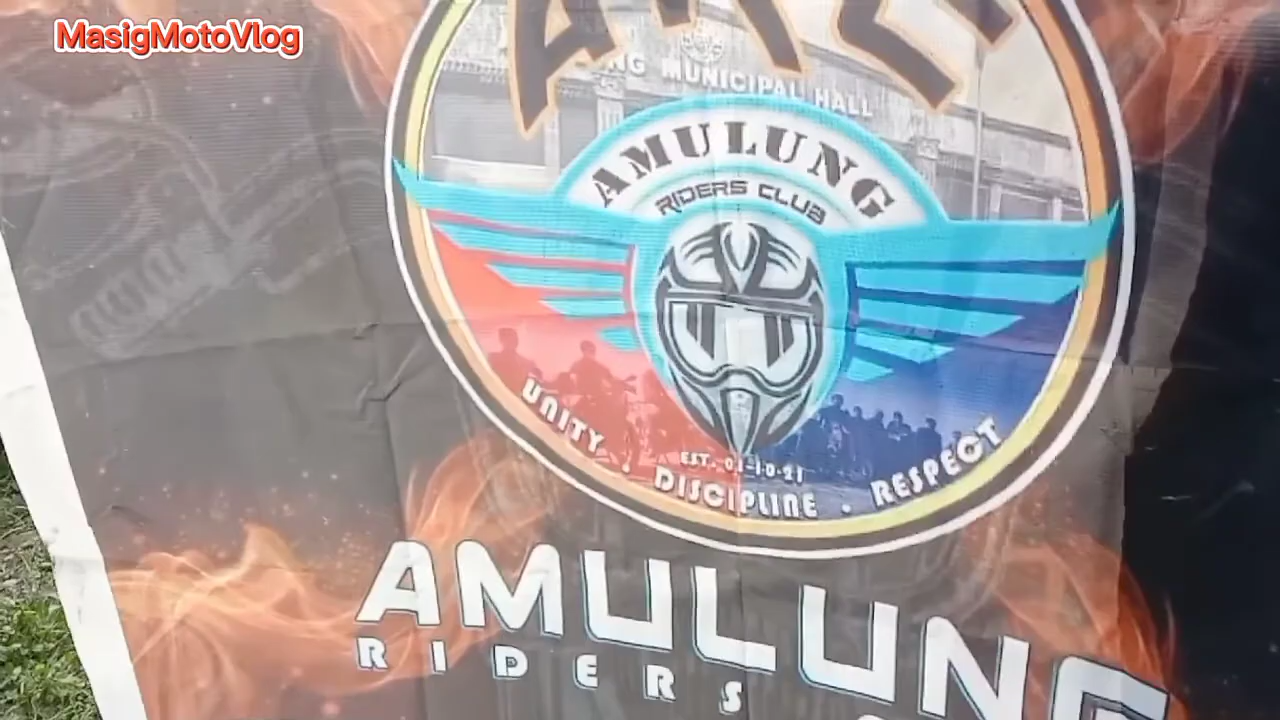 MasigMotoVlog
MUNICIPAL HALL
AMULUNG
RIDERS CLUB
UNITY . DISCIPLINE . RESPECT
EST. 01-10-21
AMULUNG
RIDERS